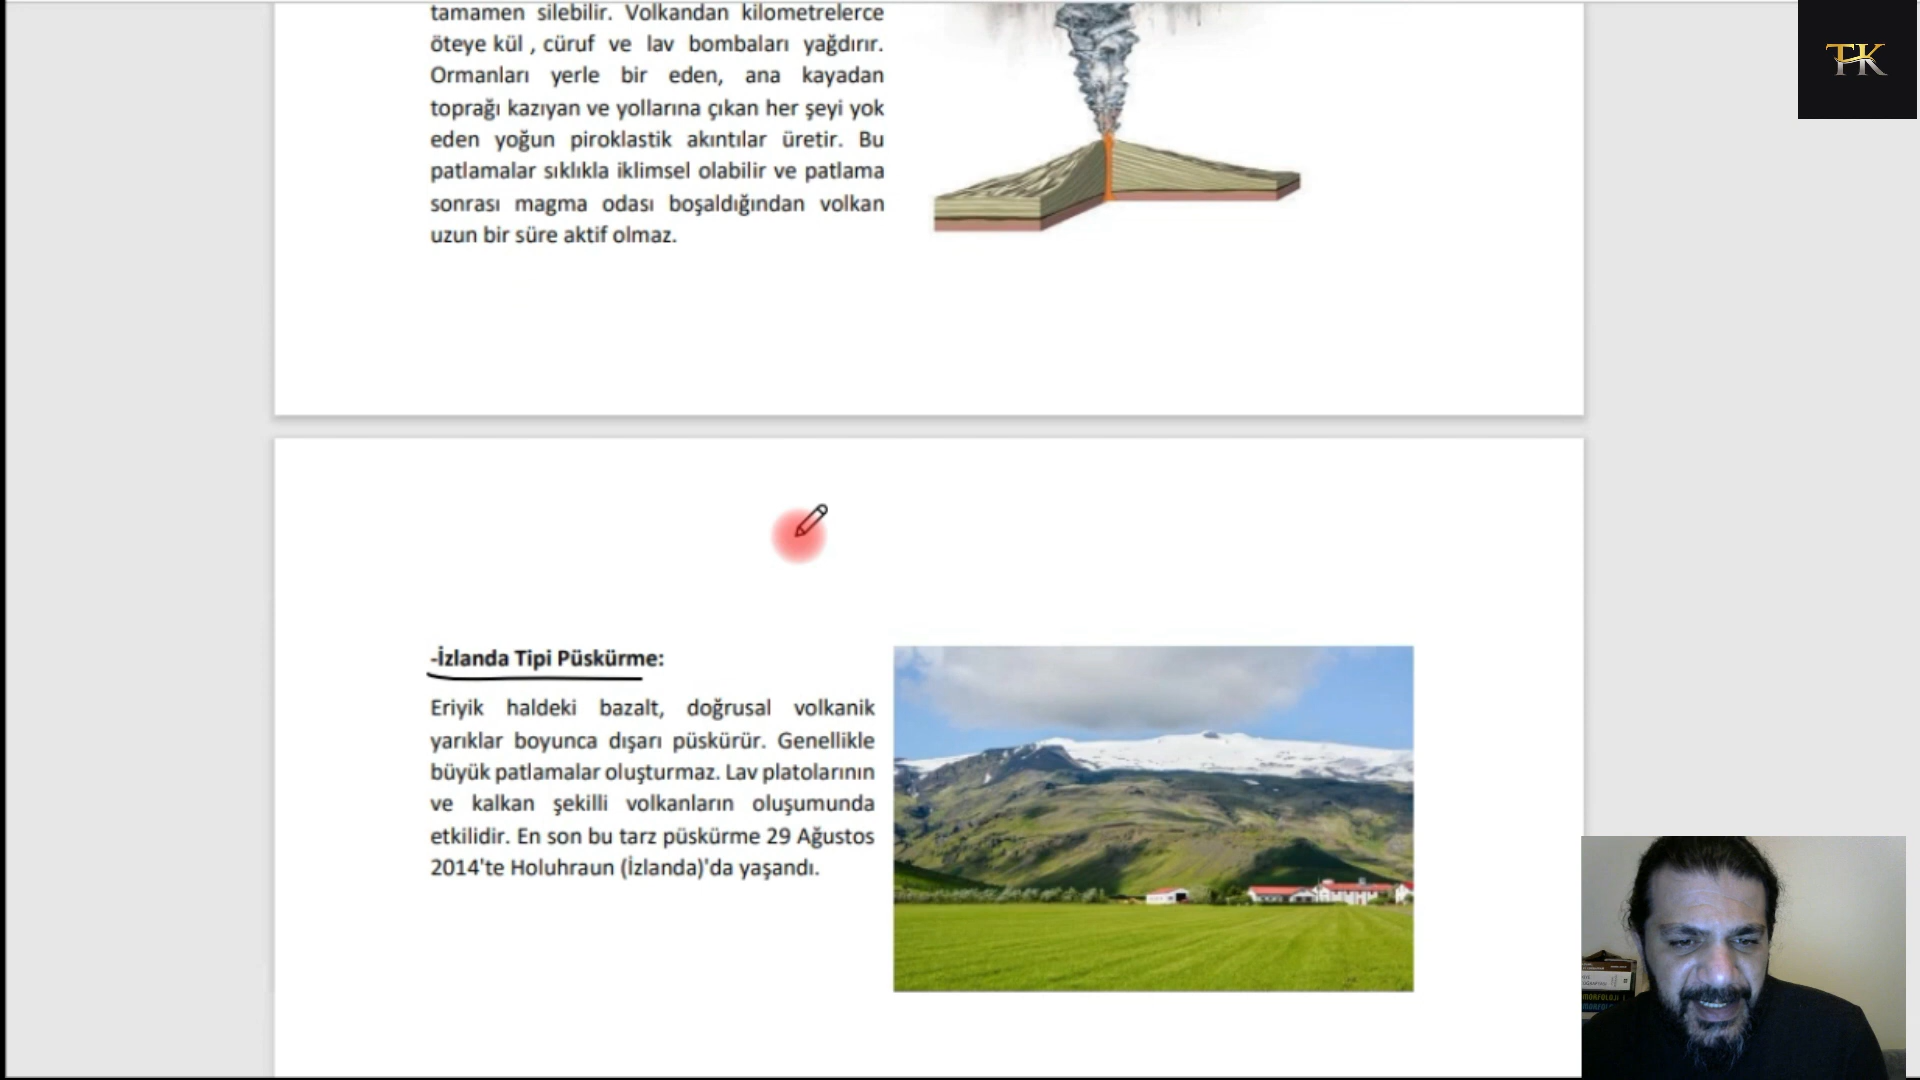 tamamen silebilir. Volkandan kilometrelerce
öteye kül , cüruf ve lav bombaları yağdırır.
Ormanları yerle bir eden, ana kayadan
toprağı kazıyan ve yollarına çıkan her şeyi yok
eden yoğun piroklastik akıntılar üretir. Bu
patlamalar sıklıkla iklimsel olabilir ve patlama
sonrası magma odası boşaldığından volkan
uzun bir süre aktif olmaz.
TK
-İzlanda Tipi Püskürme:
Eriyik haldeki bazalt, doğrusal volkanik
yarıklar boyunca dışarı püskürür. Genellikle
büyük patlamalar oluşturmaz. Lav platolarının
ve kalkan şekilli volkanların oluşumunda
etkilidir. En son bu tarz püskürme 29 Ağustos
2014'te Holuhraun (İzlanda)'da yaşandı.